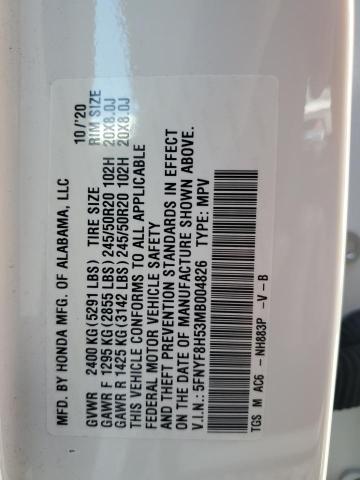 MFD. BY HONDA MFG. OF ALABAMA, LLC 10/'20
GVWR 2400 KG(5291 LBS) TIRE SIZE RIM SIZE
GAWR F 1295 KG(2855 LBS)245/50R20 102H 20X8.0J
GAWR R 1425 KG(3142 LBS)245/50R20 102H 20X8.0J
THIS VEHICLE CONFORMS TO ALL APPLICABLE
FEDERAL MOTOR VEHICLE SAFETY
AND THEFT PREVENTION STANDARDS IN EFFECT
ON THE DATE OF MANUFACTURE SHOWN ABOVE.
V.I.N.: 5FNYF8H53MB004826 TYPE: MPV
TGS M AC6 -NH883P -V -B